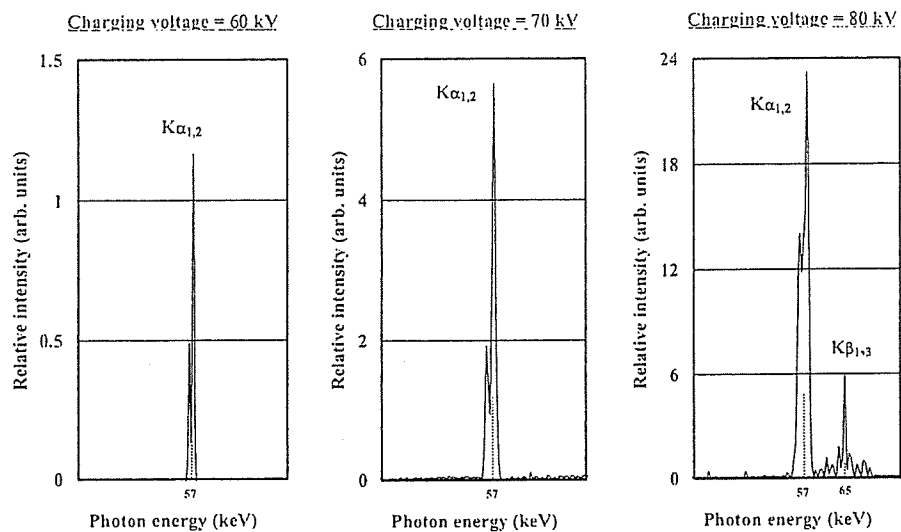 Charging voltage = 60 kV
1.5
1
0.5
0
Kα1,2
57
Relative intensity (arb. units)
Photon energy (keV)
Charging voltage = 70 kV
6
4
2
0
Kα1,2
57
Relative intensity (arb. units)
Photon energy (keV)
Charging voltage = 80 kV
24
18
12
6
0
Kα1,2
Kβ1,3
57 65
Relative intensity (arb. units)
Photon energy (keV)